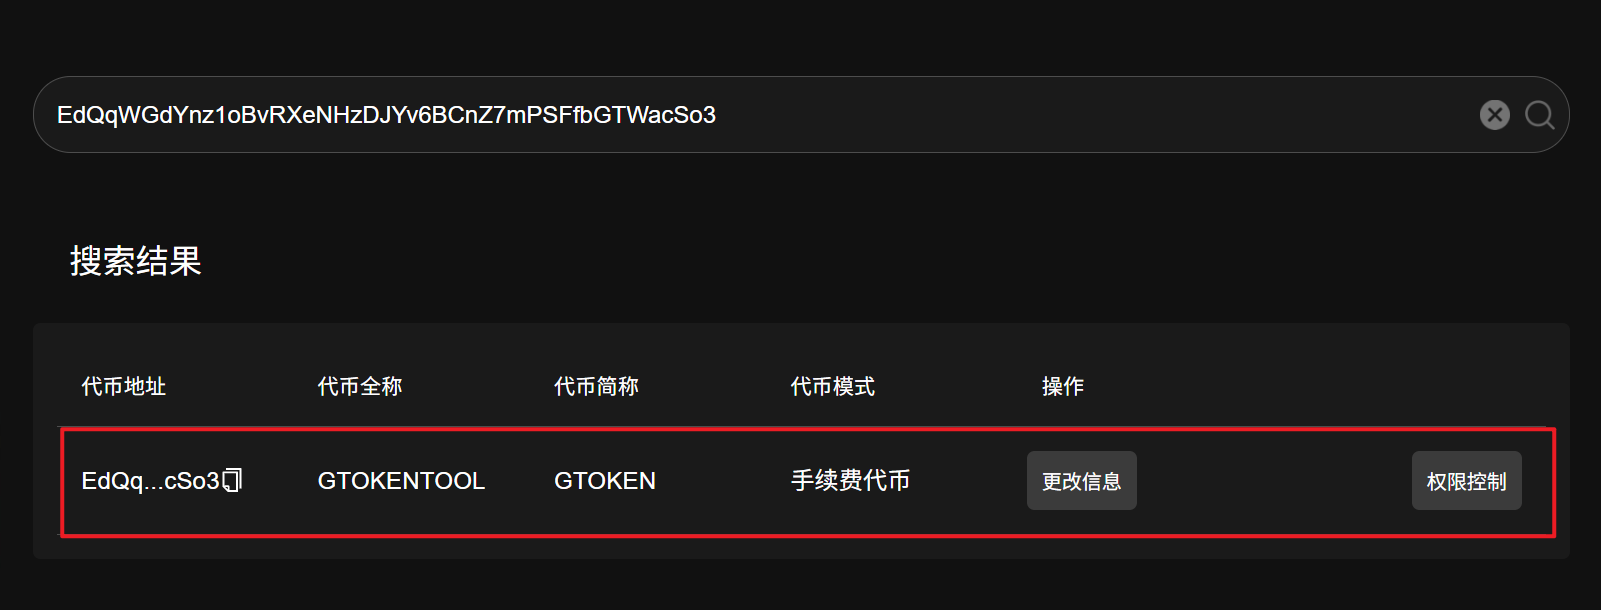 EdQqWGdYnz1oBvRXeNHzDJYv6BCnZ7mPSFfbGTWacSo3
搜索结果
代币地址 代币全称 代币简称 代币模式 操作
EdQq...cSo3 GTOKENTOOL GTOKEN 手续费代币 更改信息 权限控制